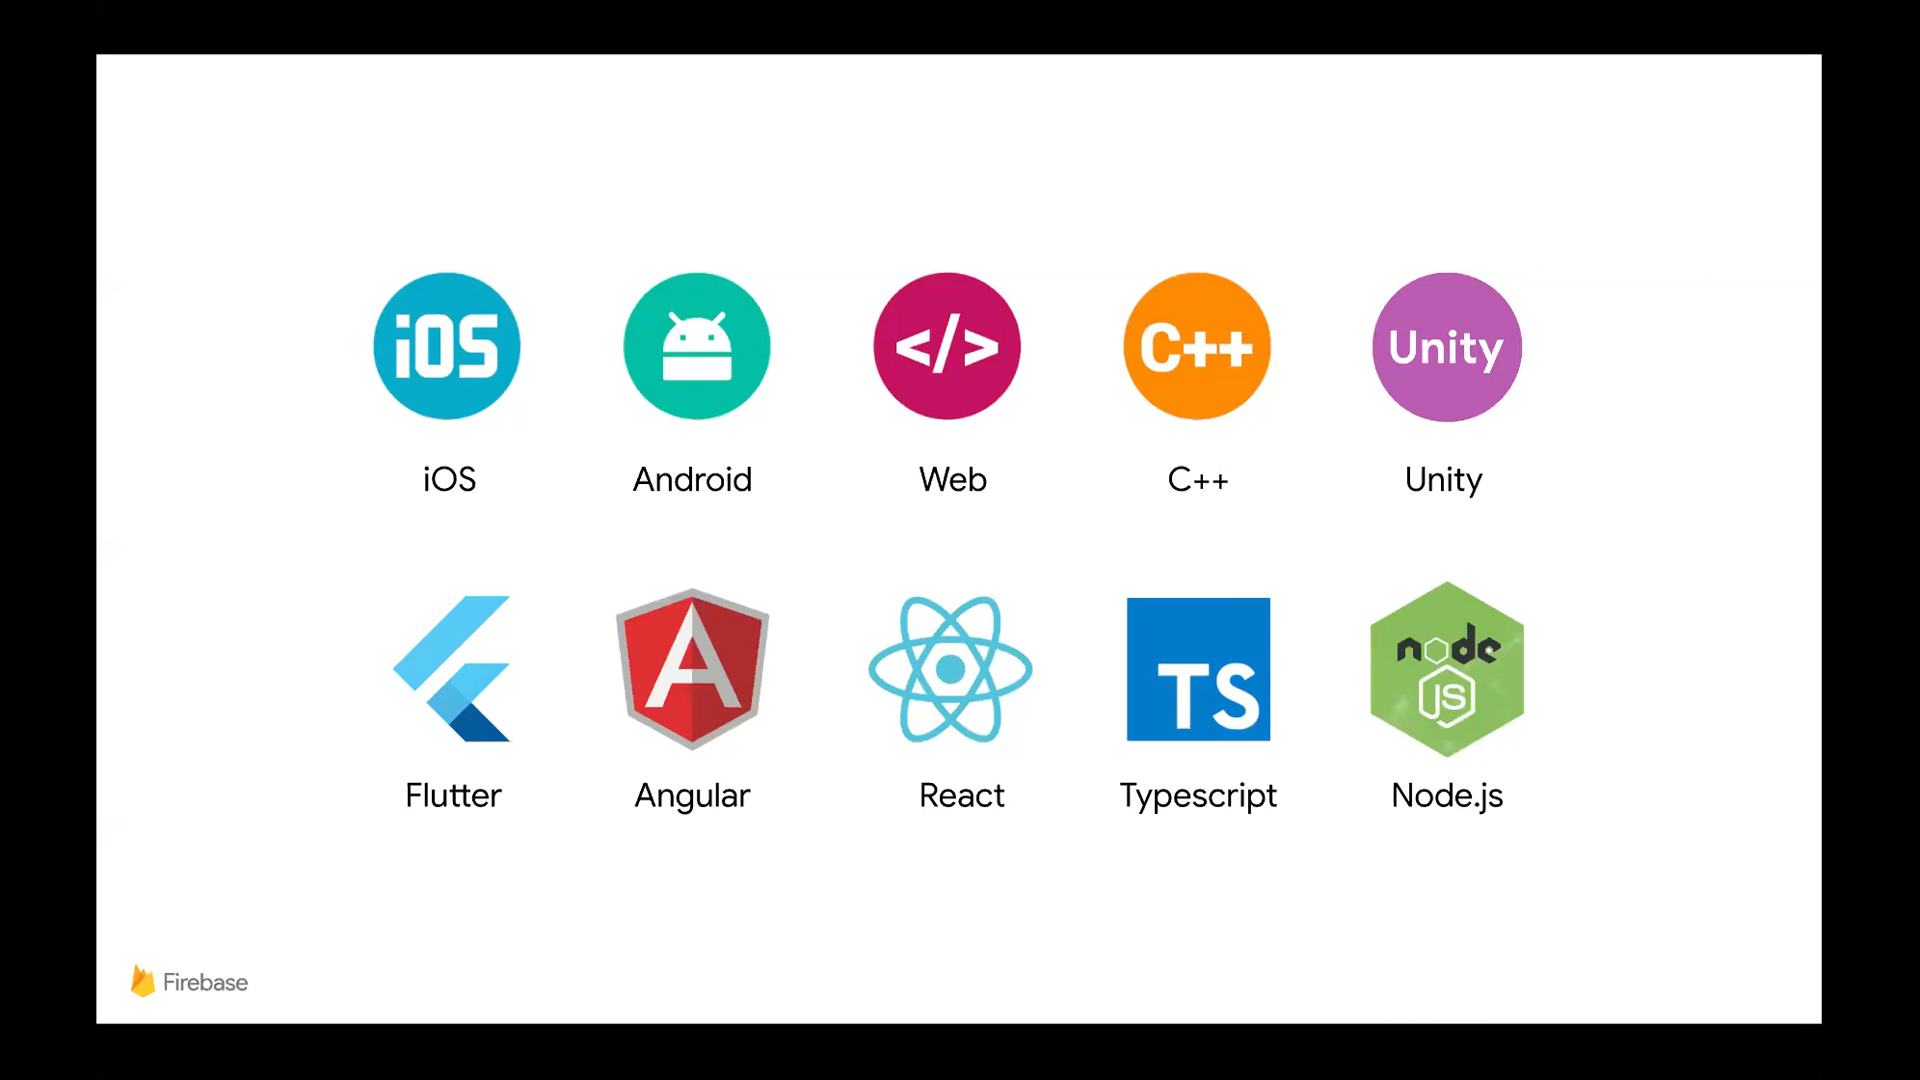 iOS C++ Unity
iOS Android Web C++ Unity
A TS node JS
Flutter Angular React Typescript Node.js
Firebase